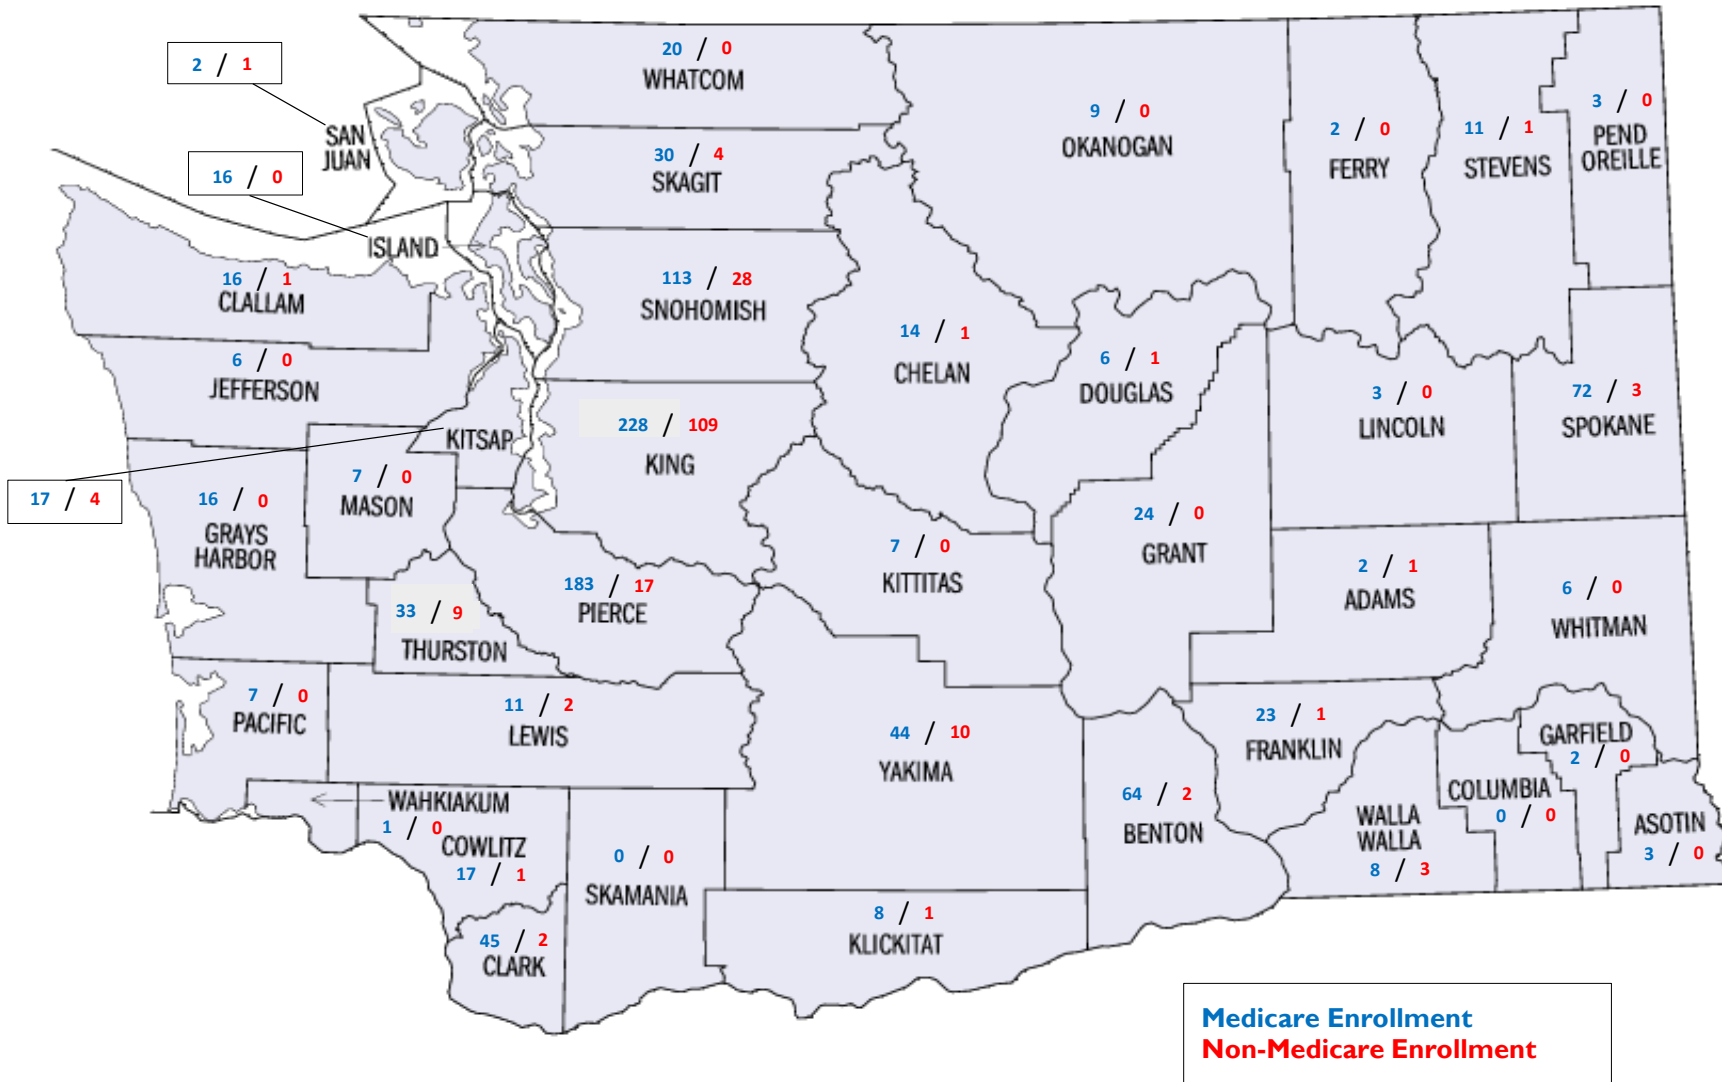 20 / 0
WHATCOM
2 / 1
SAN
JUAN
9 / 0
OKANOGAN
2 / 0
FERRY
11 / 1
STEVENS
3 / 0
PEND
OREILLE
30 / 4
SKAGIT
16 / 0
ISLAND
16 / 1
CLALLAM
113 / 28
SNOHOMISH
14 / 1
CHELAN
6 / 1
DOUGLAS
6 / 0
JEFFERSON
3 / 0
LINCOLN
72 / 3
SPOKANE
228 / 109
KING
KITSAP
17 / 4
7 / 0
MASON
16 / 0
GRAYS
HARBOR
24 / 0
GRANT
7 / 0
KITTITAS
2 / 1
ADAMS
6 / 0
WHITMAN
183 / 17
PIERCE
33 / 9
THURSTON
7 / 0
PACIFIC
11 / 2
LEWIS
44 / 10
YAKIMA
23 / 1
FRANKLIN
GARFIELD
2 / 0
64 / 2
BENTON
COLUMBIA
0 / 0
WALLA
WALLA
8 / 3
ASOTIN
3 / 0
WAHKIAKUM
1 / 0
COWLITZ
17 / 1
0 / 0
SKAMANIA
8 / 1
KLICKITAT
45 / 2
CLARK
Medicare Enrollment
Non-Medicare Enrollment